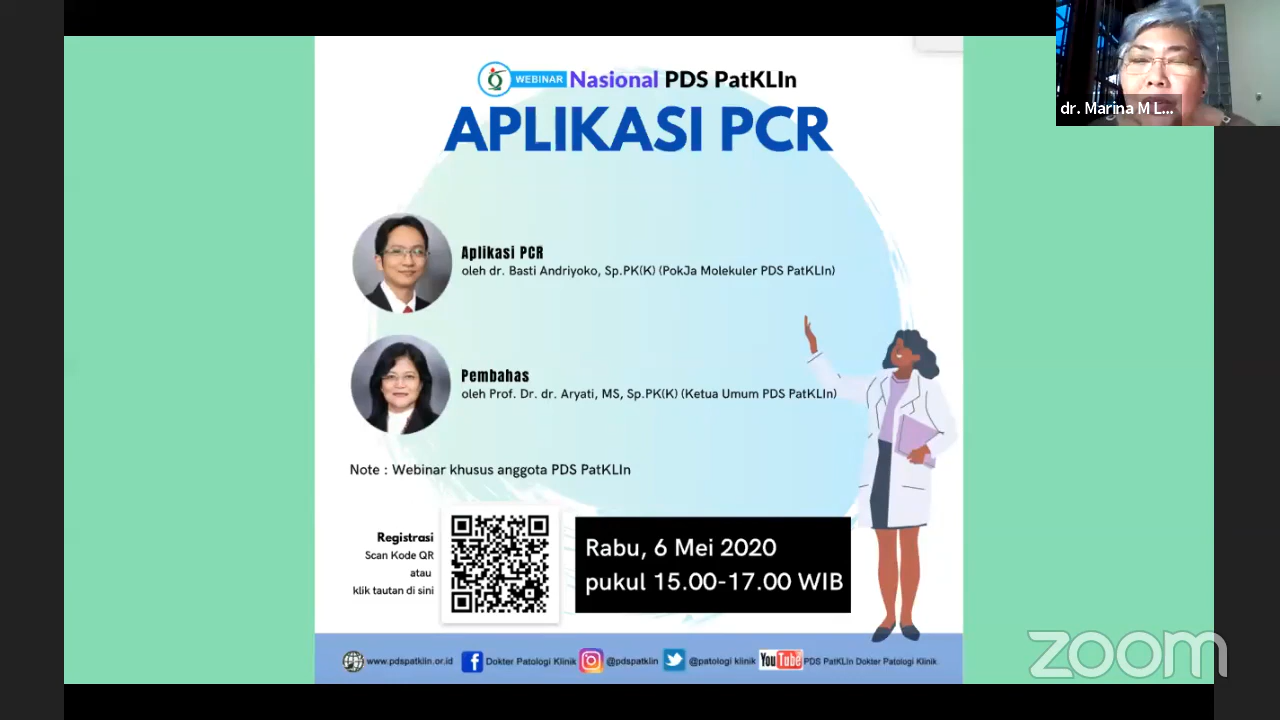 WEBINAR Nasional PDS PatKLIn
APLIKASI PCR
dr. Marina M L...
Aplikasi PCR
oleh dr. Basti Andriyoko, Sp.PK(K) (PokJa Molekuler PDS PatKLIn)
Pembahas
oleh Prof. Dr. dr. Aryati, MS, Sp.PK(K) (Ketua Umum PDS PatKLIn)
Note : Webinar khusus anggota PDS PatKLIn
Registrasi
Scan Kode QR
atau
klik tautan di sini
Rabu, 6 Mei 2020
pukul 15.00-17.00 WIB
www.pdspatklin.or.id Dokter Patologi Klinik @pdspatklin @patologi klinik YouTube PDS PatKLIn Dokter Patologi Klinik
zoom